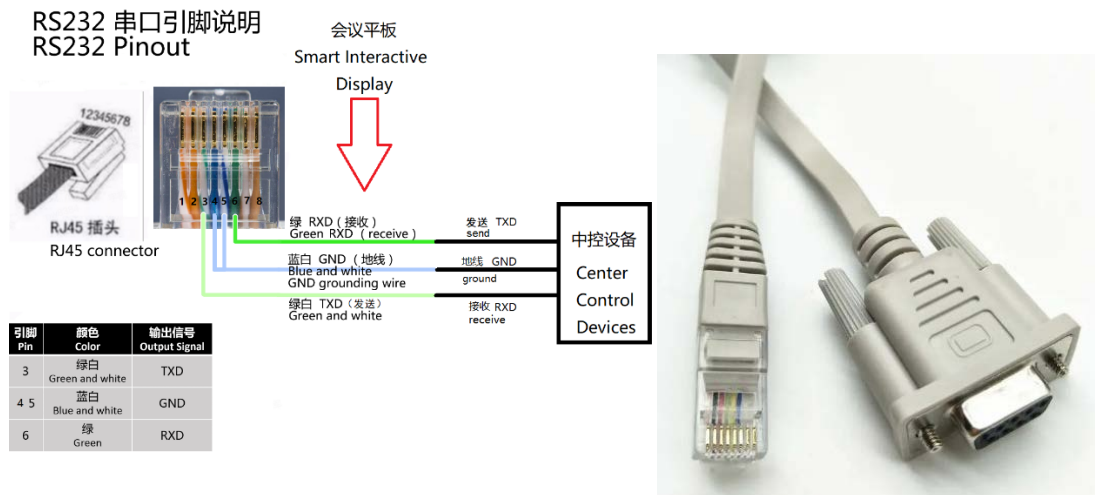 RS232 串口引脚说明
RS232 Pinout
会议平板
Smart Interactive
Display
12345678
RJ45 插头
RJ45 connector
1 2 3 4 5 6 7 8
绿 RXD（接收）
Green RXD （receive）
发送 TXD
send
蓝白 GND（地线）
Blue and white
GND grounding wire
地线 GND
ground
绿白 TXD（发送）
Green and white
接收 RXD
receive
中控设备
Center
Control
Devices
引脚 颜色 输出信号
Pin Color Output Signal
3 绿白 TXD
Green and white
4 5 蓝白 GND
Blue and white
6 绿 RXD
Green